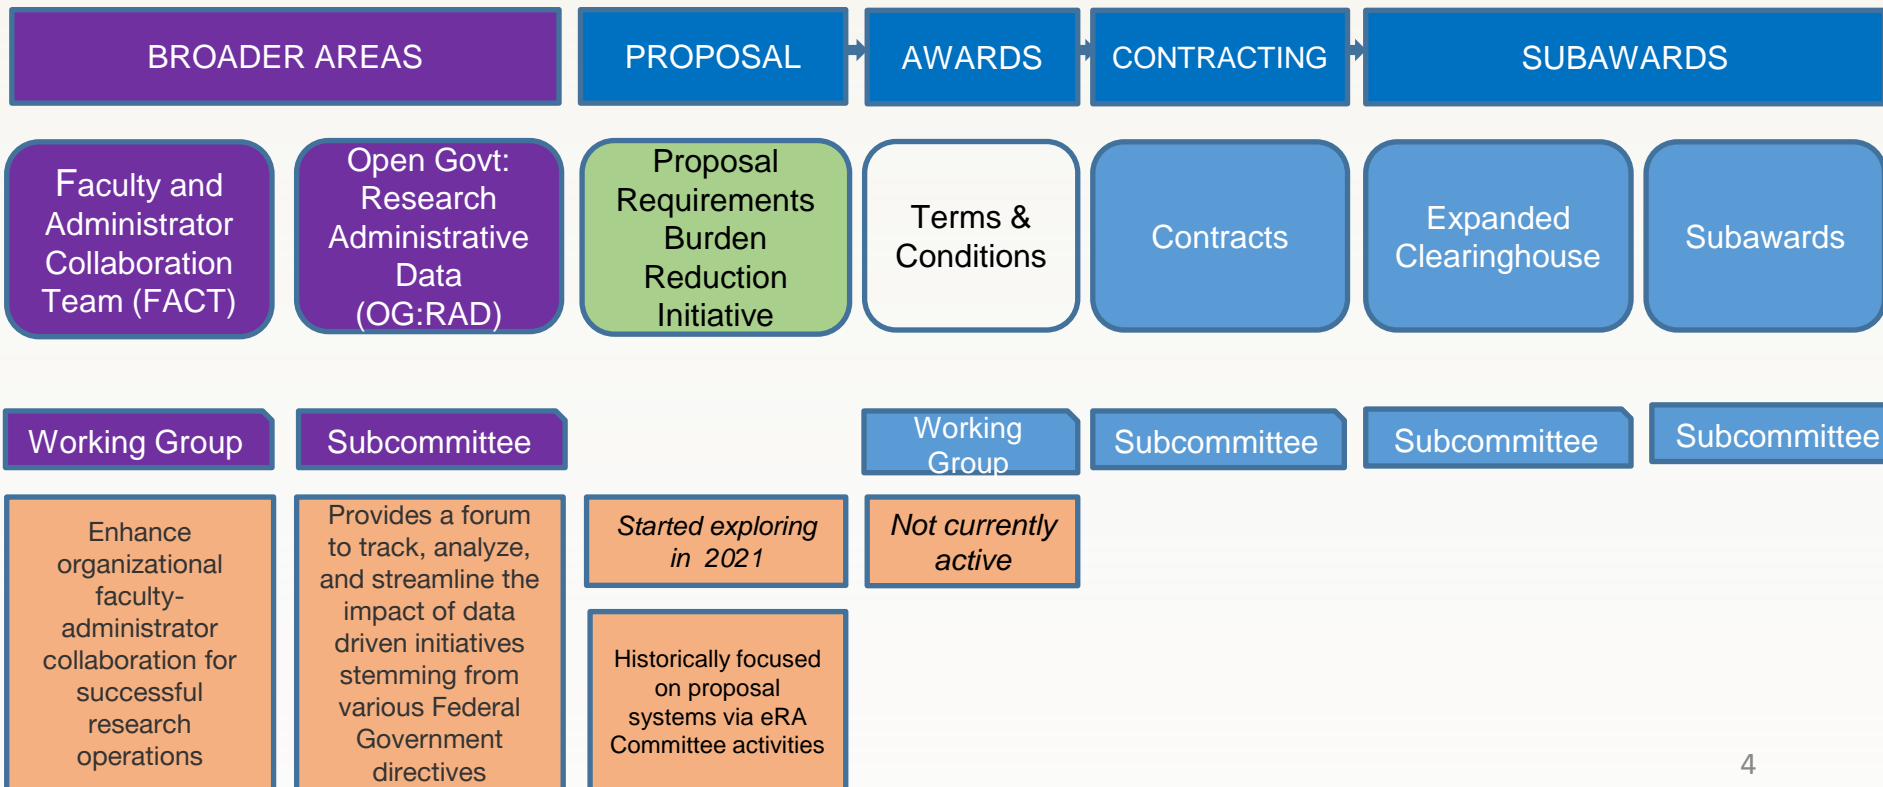 BROADER AREAS
PROPOSAL
AWARDS
CONTRACTING
SUBAWARDS
Faculty and
Administrator
Collaboration
Team (FACT)
Open Govt:
Research
Administrative
Data
(OG:RAD)
Proposal
Requirements
Burden
Reduction
Initiative
Terms &
Conditions
Contracts
Expanded
Clearinghouse
Subawards
Working Group
Subcommittee
Working
Group
Subcommittee
Subcommittee
Subcommittee
Enhance
organizational
faculty-
administrator
collaboration for
successful
research
operations
Provides a forum
to track, analyze,
and streamline the
impact of data
driven initiatives
stemming from
various Federal
Government
directives
Started exploring
in 2021
Historically focused
on proposal
systems via eRA
Committee activities
Not currently
active
4